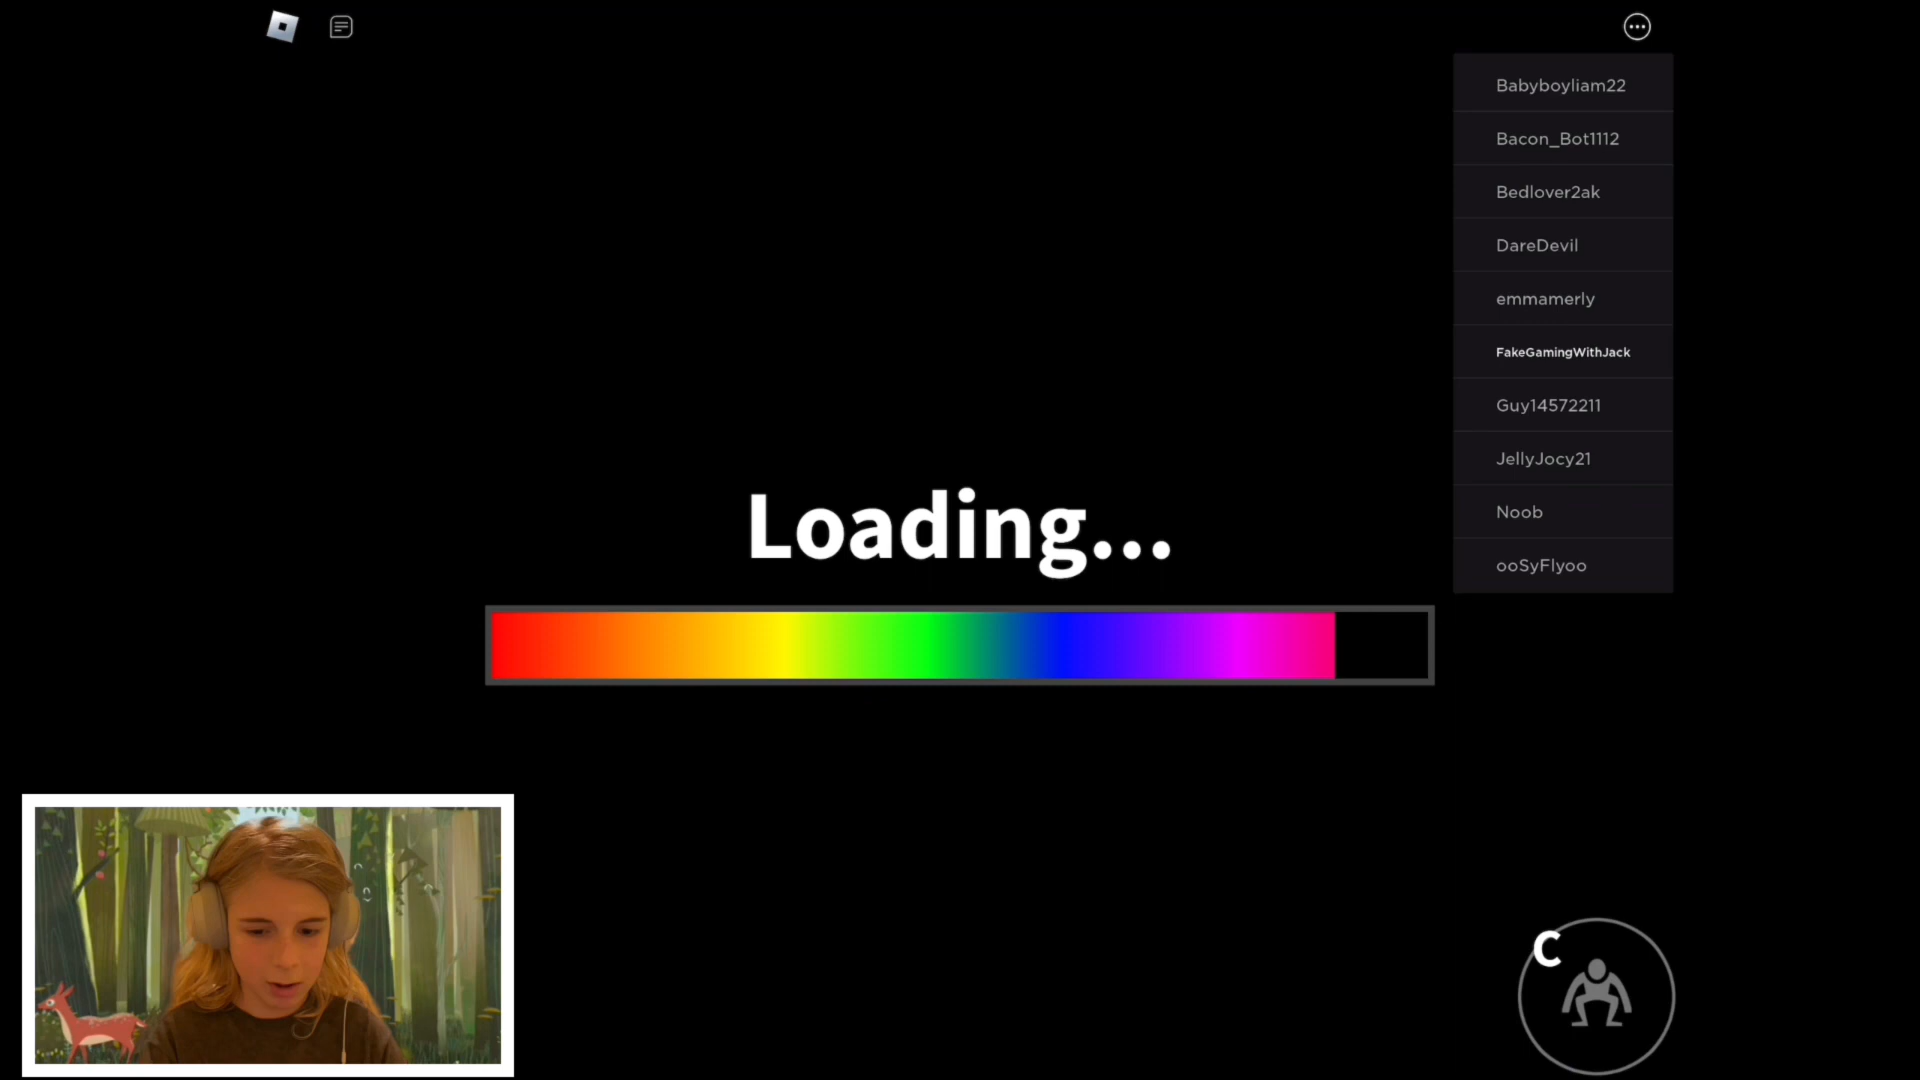 Babyboyliam22
Bacon_Bot1112
Bedlover2ak
DareDevil
emmamerly
FakeGamingWithJack
Guy14572211
JellyJocy21
Noob
ooSyFlyoo
Loading...
C